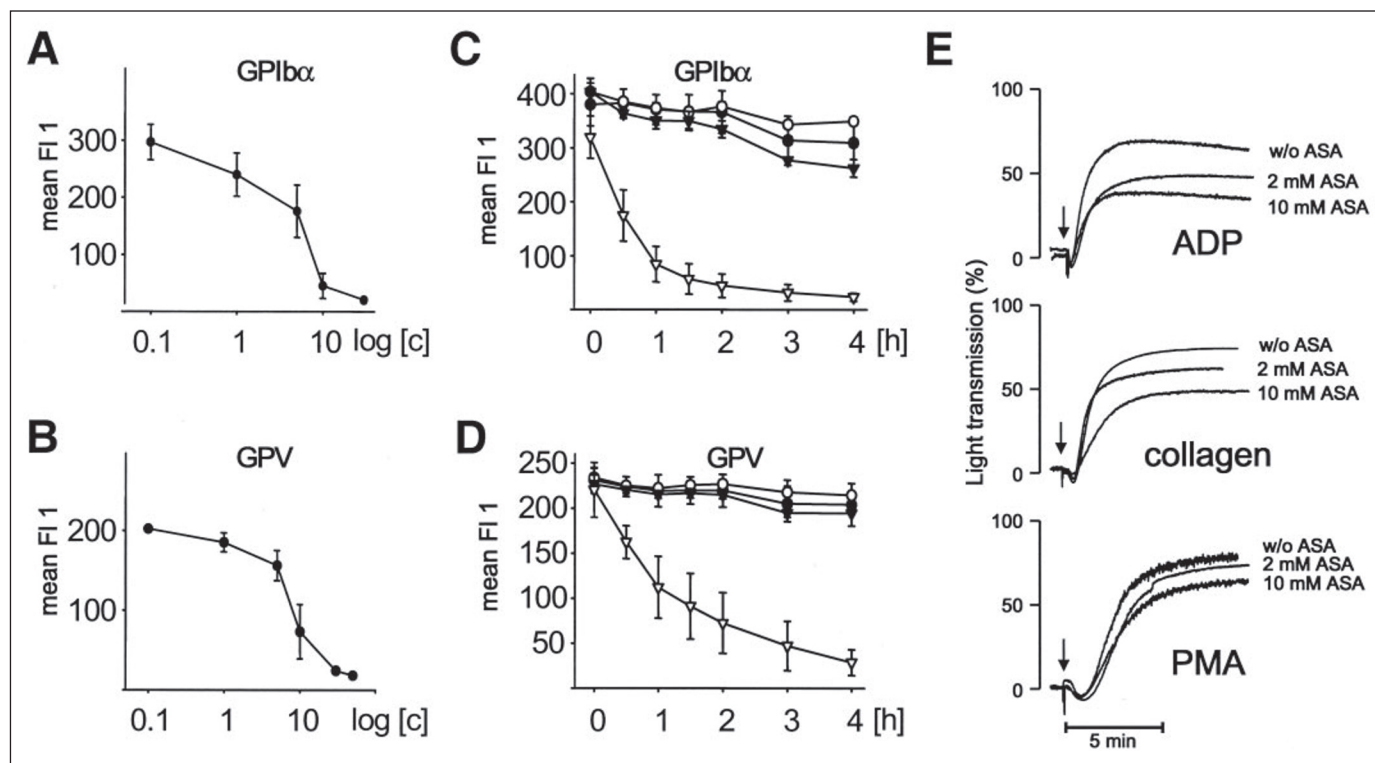 A
GPIbα
mean FI 1
300
200
100
0.1 1 10 log [c]
B
GPV
mean FI 1
200
100
0.1 1 10 log [c]
C
GPIbα
mean FI 1
400
300
200
100
0 1 2 3 4 [h]
D
GPV
mean FI 1
250
200
150
100
50
0 1 2 3 4 [h]
E
Light transmission (%)
100
50
0
w/o ASA
2 mM ASA
10 mM ASA
ADP
100
50
0
w/o ASA
2 mM ASA
10 mM ASA
collagen
100
50
0
w/o ASA
2 mM ASA
10 mM ASA
PMA
5 min